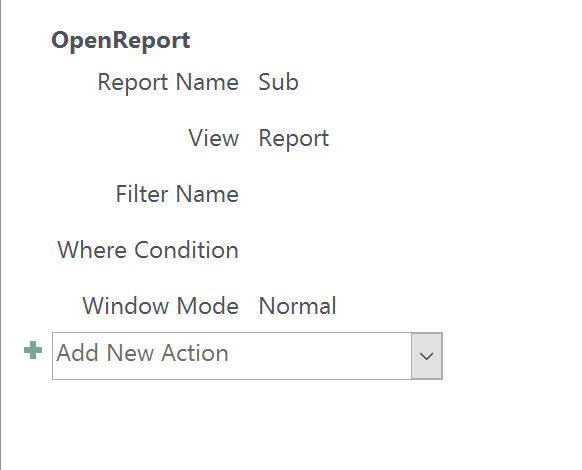 OpenReport
Report Name Sub
View Report
Filter Name
Where Condition
Window Mode Normal
Add New Action